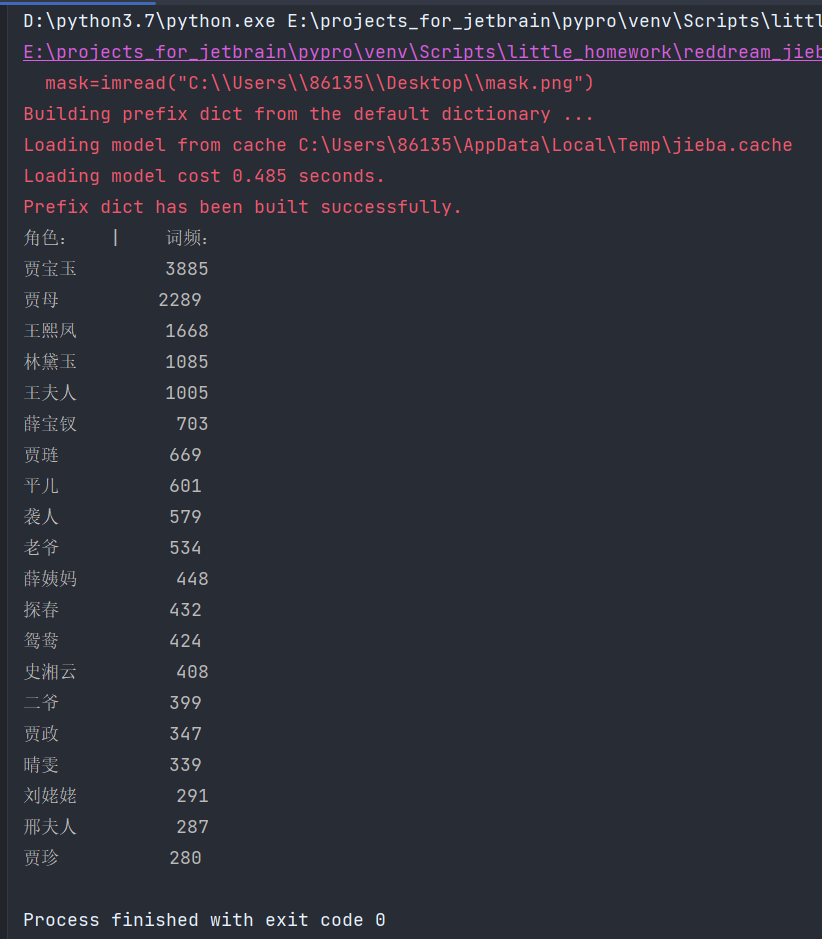 D:\python3.7\python.exe E:\projects_for_jetbrain\pypro\venv\Scripts\littl
E:\projects_for_jetbrain\pypro\venv\Scripts\little_homework\reddream_jieb
mask=imread("C:\\Users\\86135\\Desktop\\mask.png")
Building prefix dict from the default dictionary ...
Loading model from cache C:\Users\86135\AppData\Local\Temp\jieba.cache
Loading model cost 0.485 seconds.
Prefix dict has been built successfully.
角色: | 词频:
贾宝玉 3885
贾母 2289
王熙凤 1668
林黛玉 1085
王夫人 1005
薛宝钗 703
贾琏 669
平儿 601
袭人 579
老爷 534
薛姨妈 448
探春 432
鸳鸯 424
史湘云 408
二爷 399
贾政 347
晴雯 339
刘姥姥 291
邢夫人 287
贾珍 280
Process finished with exit code 0